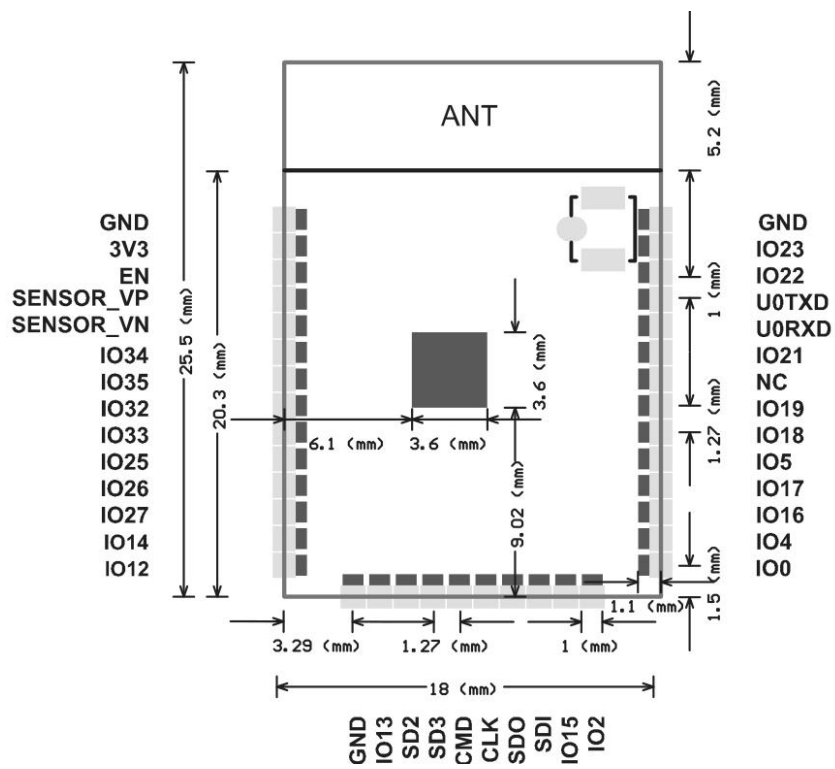 ANT
5.2 (mm)
25.5 (mm)
20.3 (mm)
GND
3V3
EN
SENSOR_VP
SENSOR_VN
IO34
IO35
IO32
IO33
IO25
IO26
IO27
IO14
IO12
GND
IO23
IO22
U0TXD
U0RXD
IO21
NC
IO19
IO18
IO5
IO17
IO16
IO4
IO0
1 (mm)
3.6 (mm)
6.1 (mm)
3.6 (mm)
1.27 (mm)
9.02 (mm)
1.1 (mm)
1.5 (mm)
3.29 (mm)
1.27 (mm)
1 (mm)
18 (mm)
GND
IO13
SD2
SD3
CMD
CLK
SDO
SDI
IO15
IO2